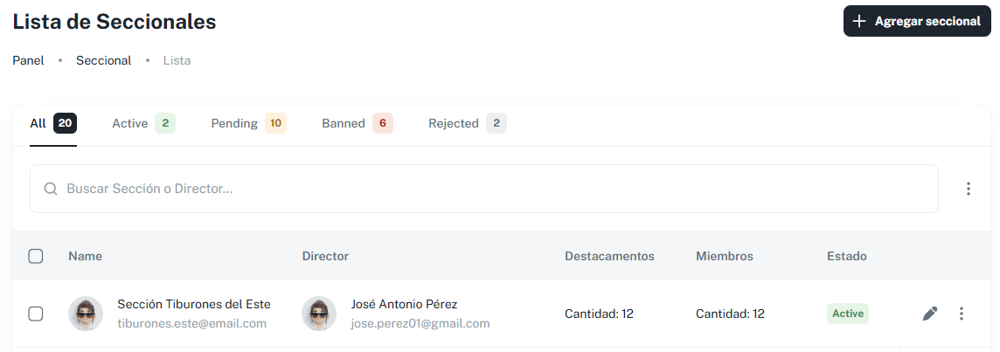 Lista de Seccionales
Agregar seccional
Panel • Seccional • Lista
All 20 Active 2 Pending 10 Banned 6 Rejected 2
Buscar Sección o Director...
Name Director Destacamentos Miembros Estado
Sección Tiburones del Este José Antonio Pérez
Cantidad: 12 Cantidad: 12 Active
tiburones.este@email.com jose.perez01@gmail.com